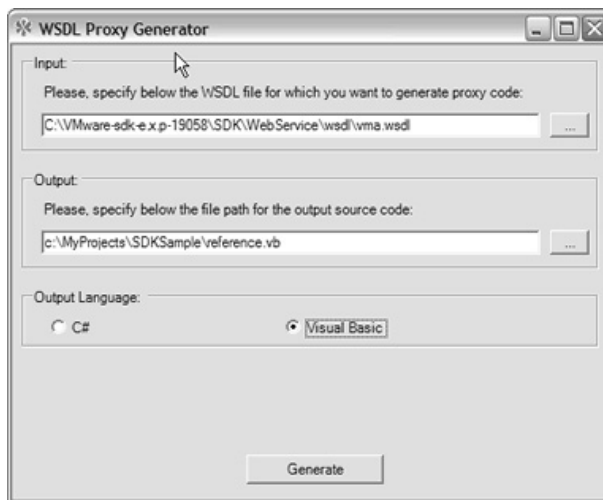 WSDL Proxy Generator
Input:
Please, specify below the WSDL file for which you want to generate proxy code:
C:\VMware-sdk-e.x.p-19058\SDK\WebService\wsdl\vma.wsdl
...
Output:
Please, specify below the file path for the output source code:
c:\MyProjects\SDKSample\reference.vb
...
Output Language:
C# Visual Basic
Generate